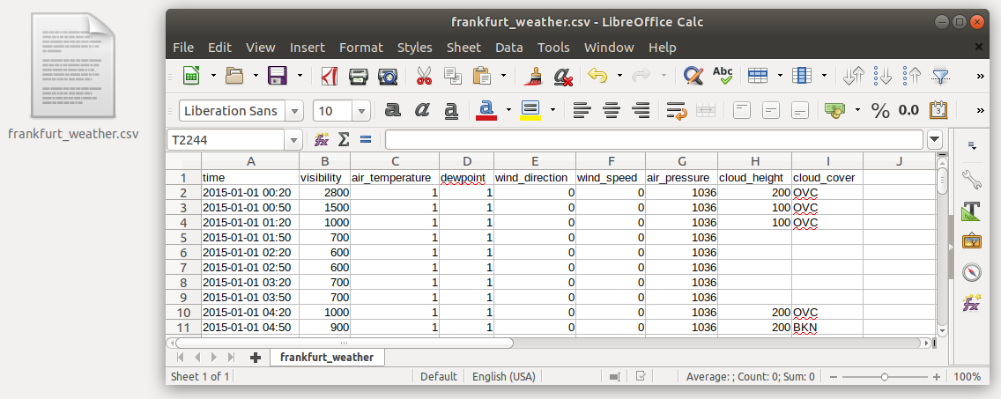 frankfurt_weather.csv - LibreOffice Calc
File Edit View Insert Format Styles Sheet Data Tools Window Help
Liberation Sans 10 a a a a % 0.0
T2244 fx Σ =
A B C D E F G H I J
1 time visibility air_temperature dewpoint wind_direction wind_speed air_pressure cloud_height cloud_cover
2 2015-01-01 00:20 2800 1 1 0 0 1036 200 OVC
3 2015-01-01 00:50 1500 1 1 0 0 1036 100 OVC
4 2015-01-01 01:20 1000 1 1 0 0 1036 100 OVC
5 2015-01-01 01:50 700 1 1 0 0 1036
6 2015-01-01 02:20 600 1 1 0 0 1036
7 2015-01-01 02:50 600 1 1 0 0 1036
8 2015-01-01 03:20 700 1 1 0 0 1036
9 2015-01-01 03:50 700 1 1 0 0 1036
10 2015-01-01 04:20 1000 1 1 0 0 1036 200 OVC
11 2015-01-01 04:50 900 1 1 0 0 1036 200 BKN
frankfurt_weather
Sheet 1 of 1 Default English (USA) Average: ; Count: 0; Sum: 0 100%
frankfurt_weather.csv